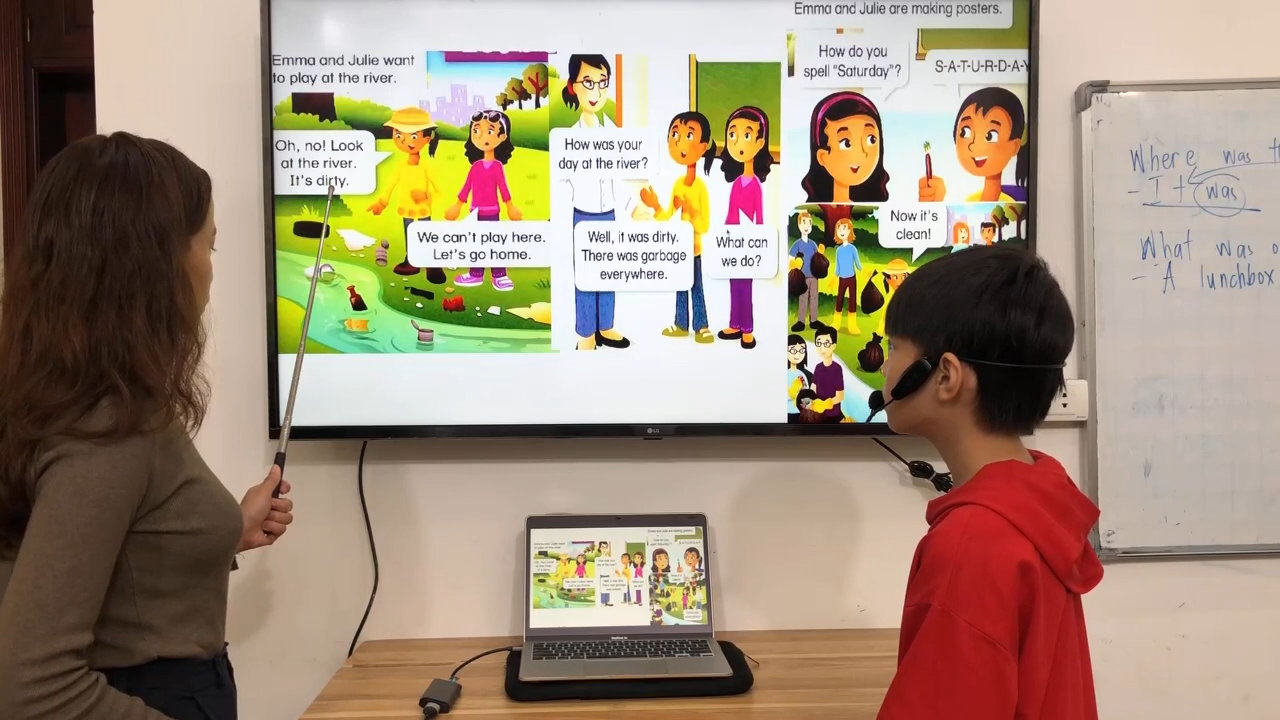 Emma and Julie want
to play at the river.
Oh, no! Look
at the river.
It's dirty.
We can't play here.
Let's go home.
How was your
day at the river?
Well, it was dirty.
There was garbage
everywhere.
What can
we do?
Emma and Julie are making posters.
How do you
spell "Saturday"?
S-A-T-U-R-D-A-Y
Now it's
clean!
LG
Where was
- It was
What was
- A lunchbox